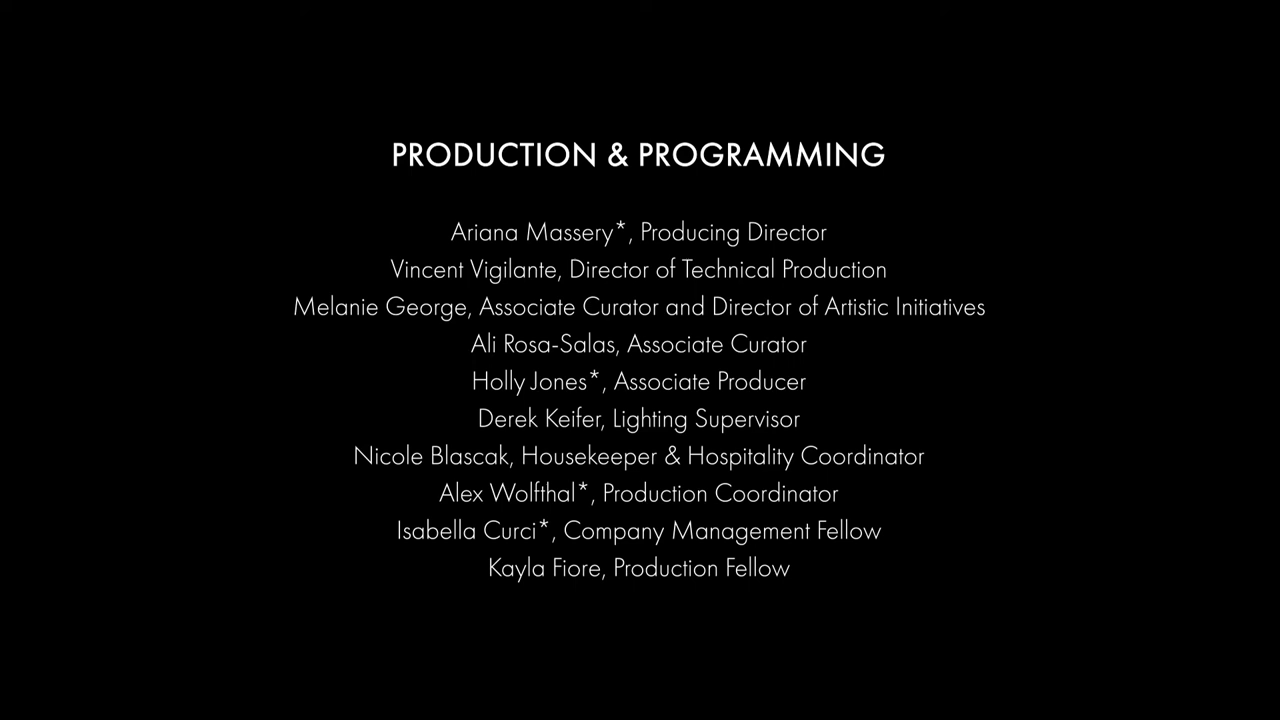 PRODUCTION & PROGRAMMING
Ariana Massery*, Producing Director
Vincent Vigilante, Director of Technical Production
Melanie George, Associate Curator and Director of Artistic Initiatives
Ali Rosa-Salas, Associate Curator
Holly Jones*, Associate Producer
Derek Keifer, Lighting Supervisor
Nicole Blascak, Housekeeper & Hospitality Coordinator
Alex Wolfthal*, Production Coordinator
Isabella Curci*, Company Management Fellow
Kayla Fiore, Production Fellow